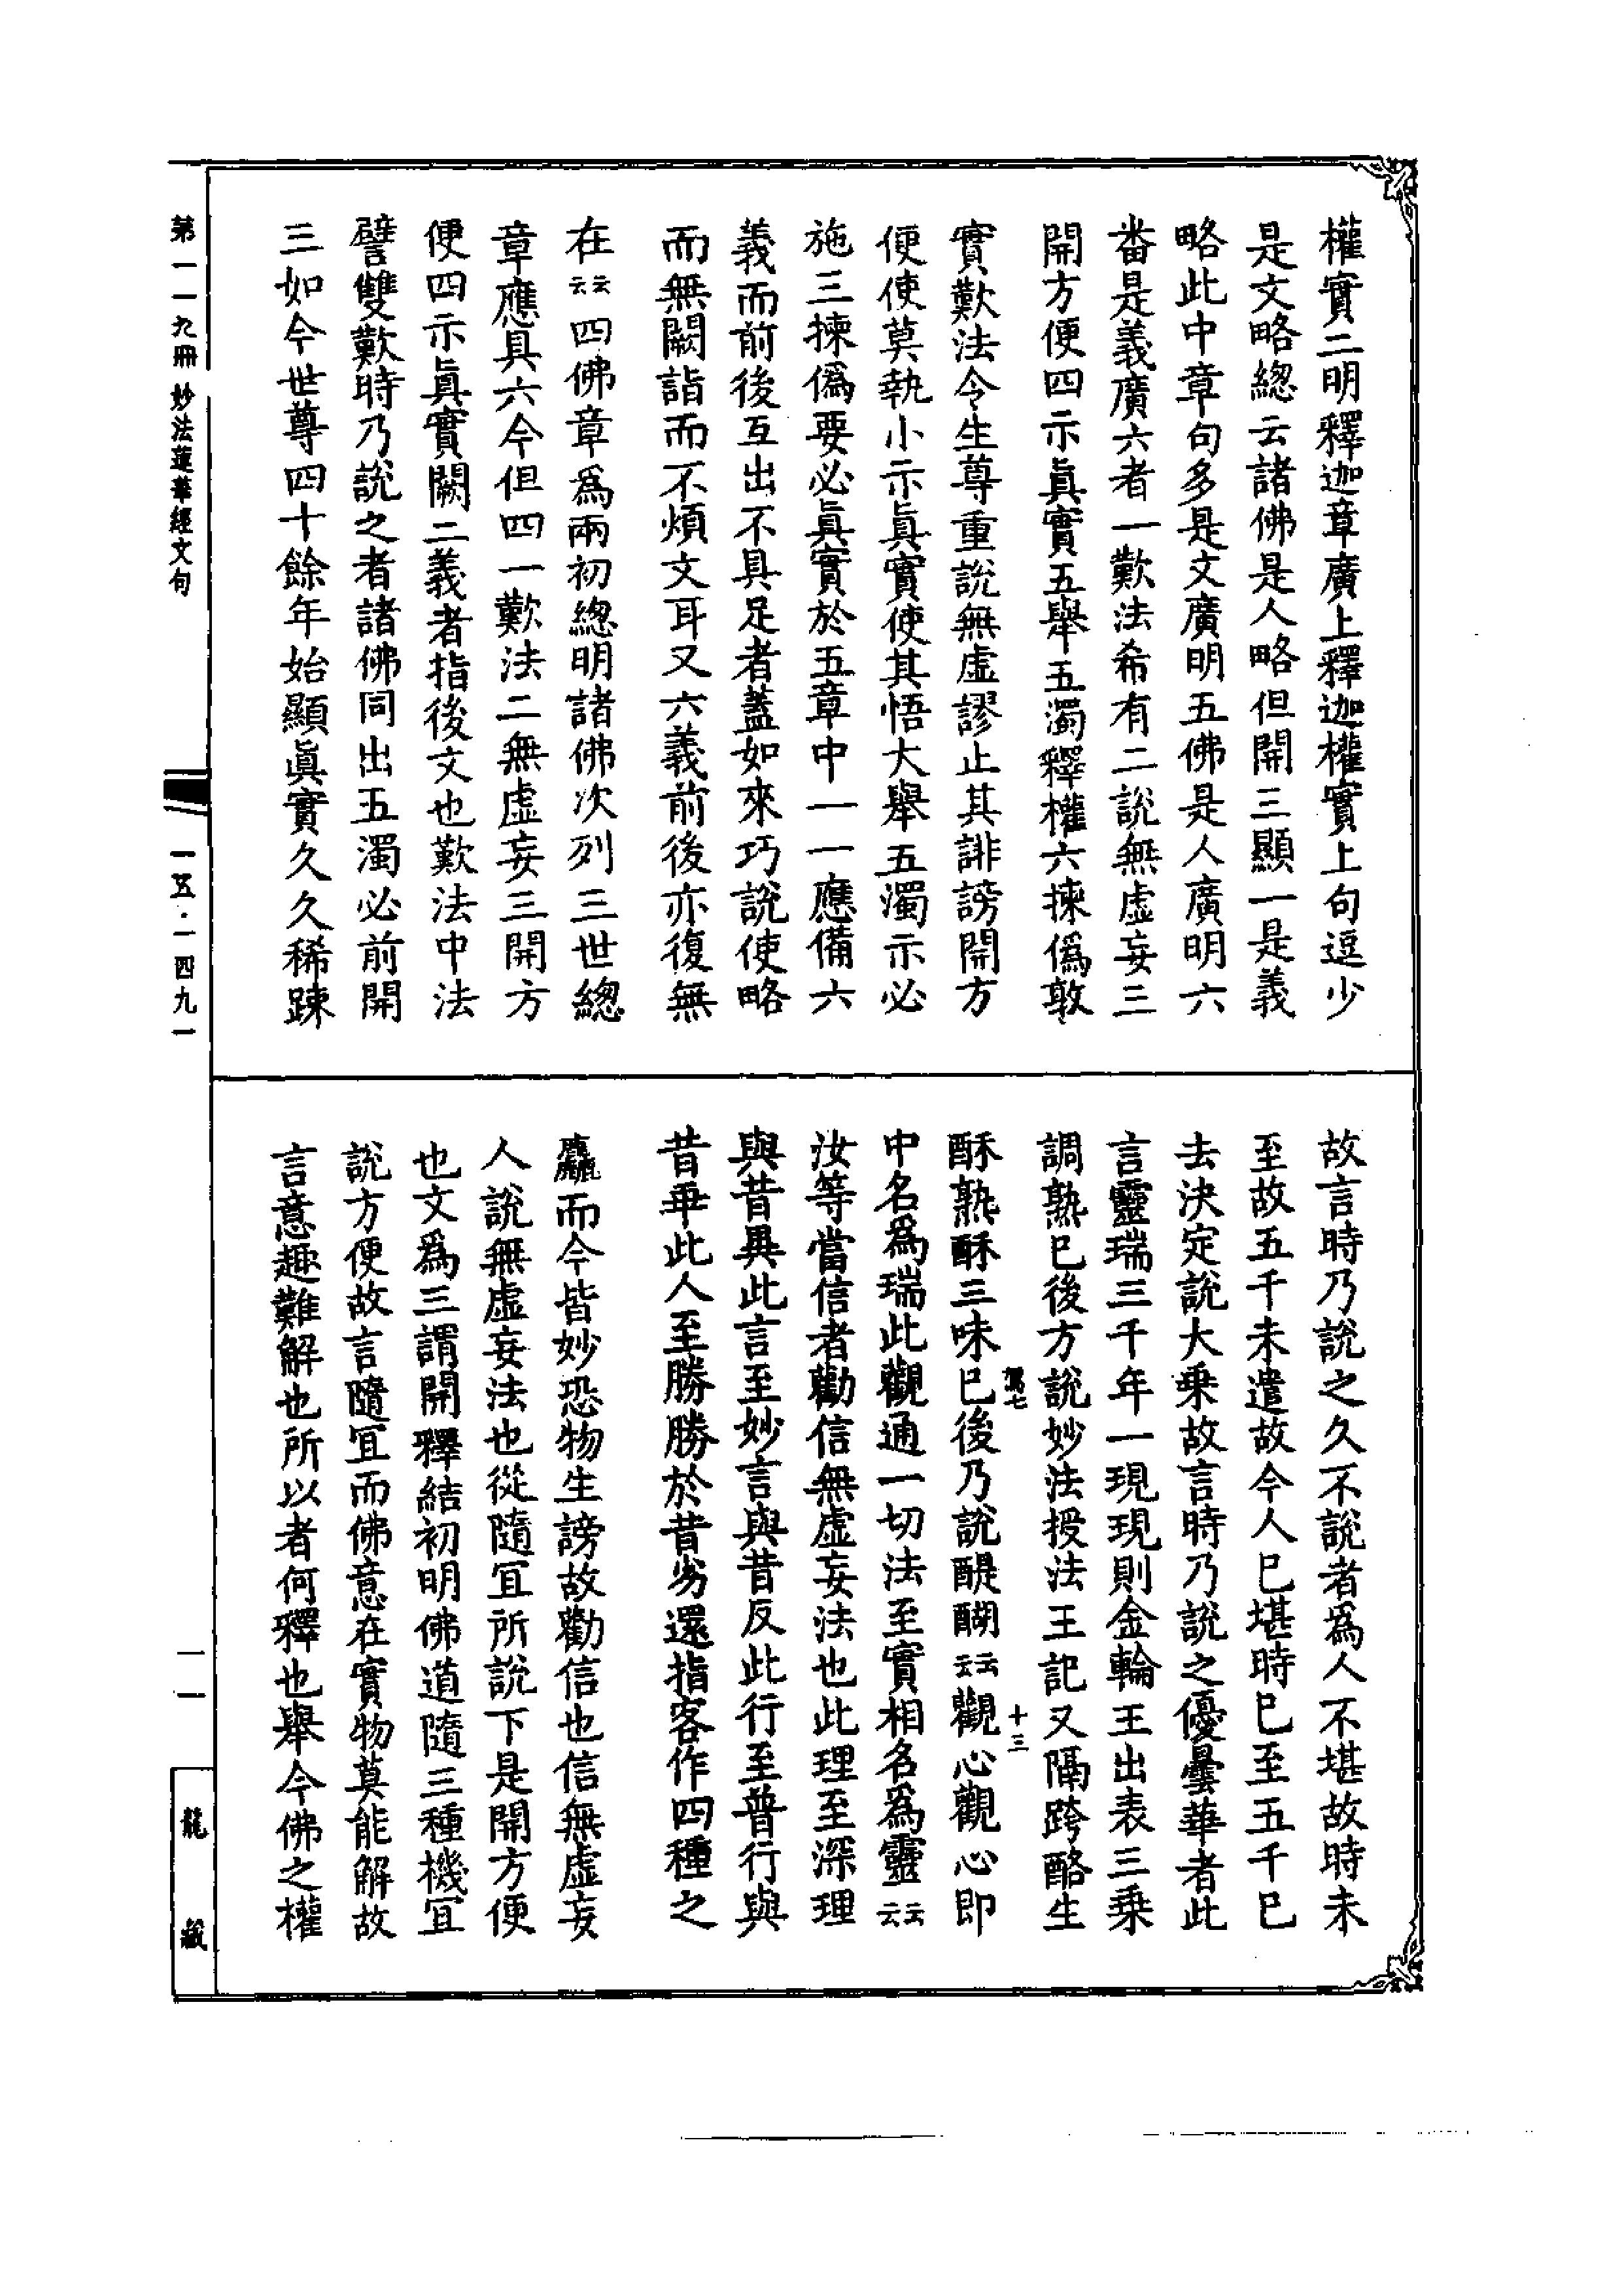 權實二明釋迦章廣上釋迦權實上句逗少
是文略總云諸佛是人略但開三顯一是義
略此中章句多是文廣明五佛是人廣明六
番是義廣六者一歎法希有二說無虛妄三
開方便四示眞實五舉五濁釋權六揀僞敦
實歎法令生尊重說無虛謬止其誹謗開方
便使莫執小示眞實使其悟大舉五濁示必
施三揀僞要必眞實於五章中一一應備六
義而前後互出不具足者蓋如來巧說使略
而無闕詣而不煩文耳又六義前後亦復無
在云云四佛章爲兩初總明諸佛次列三世總
章應具六今但四一歎法二無虛妄三開方
便四示眞實闕二義者指後文也歎法中法
譬雙歎時乃說之者諸佛同出五濁必前開
三如今世尊四十餘年始顯眞實久久稀踈
故言時乃說之久不說者爲人不堪故時未
至故五千未遣故今人已堪時已至五千已
去決定說大乗故言時乃說之優曇華者此
言靈瑞三千年一現現則金輪王出表三乗
調熟已後方說妙法授法王記又隔跨酪生
酥熟酥三味已後乃說醍醐云云觀心觀心即
中名爲瑞此觀通一切法至實相名爲靈云云
汝等當信者勸信無虛妄法也此理至深理
與昔異此言至妙言與昔反此行至普行與
昔乖此人至勝勝於昔劣還指客作四種之
麤而今皆妙恐物生謗故勸信也信無虛妄
人說無虛妄法也從隨宜所說下是開方便
也文爲三謂開釋結初明佛道隨三種機宜
說方便故言隨宜而佛意在實物莫能解故
言意趣難解也所以者何釋也舉今佛之權
駕七
十三
第一一九冊 妙法蓮華經文句
一五·一四九一
一一
龍藏